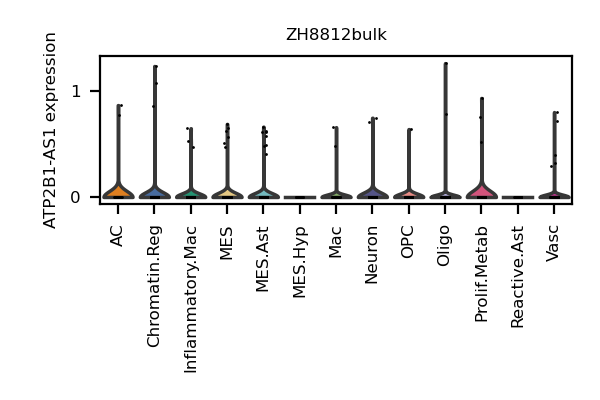 ZH8812bulk
ATP2B1-AS1 expression
1
0
AC
Chromatin.Reg
Inflammatory.Mac
MES
MES.Ast
MES.Hyp
Mac
Neuron
OPC
Oligo
Prolif.Metab
Reactive.Ast
Vasc